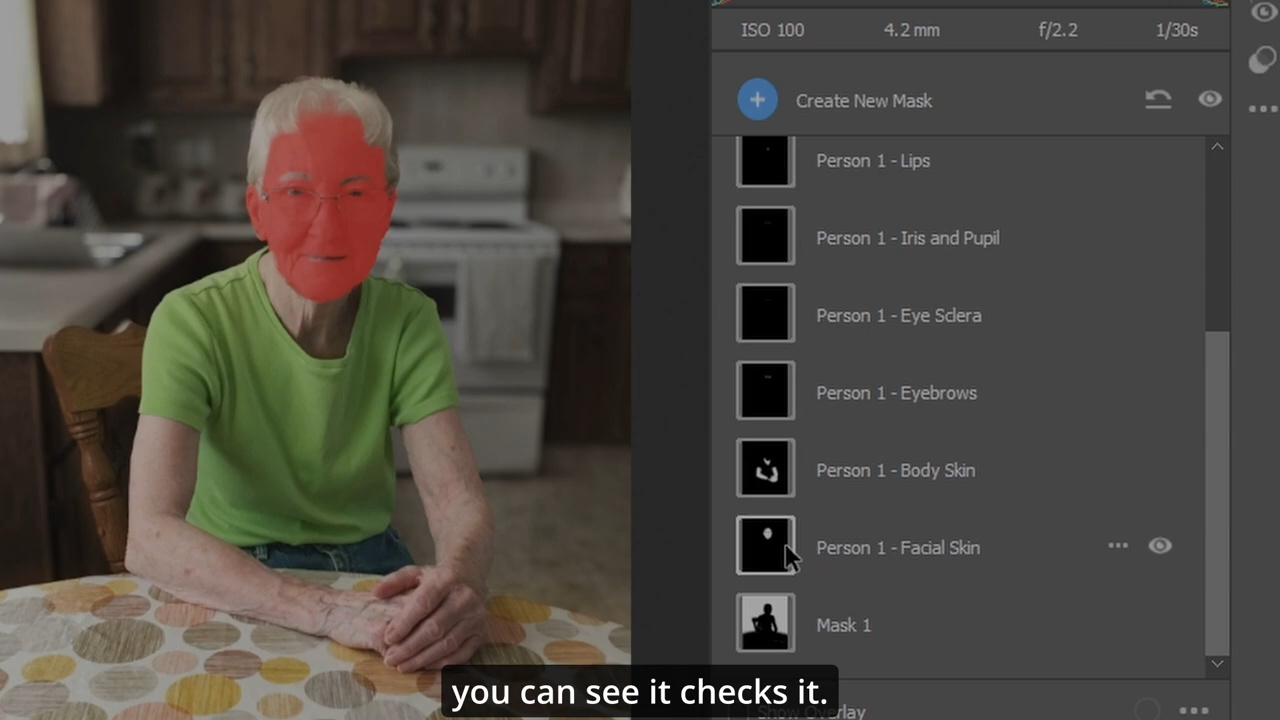 ISO 100 4.2 mm f/2.2 1/30s
Create New Mask
Person 1 - Lips
Person 1 - Iris and Pupil
Person 1 - Eye Sclera
Person 1 - Eyebrows
Person 1 - Body Skin
Person 1 - Facial Skin
Mask 1
you can see it checks it.
Show Overlay